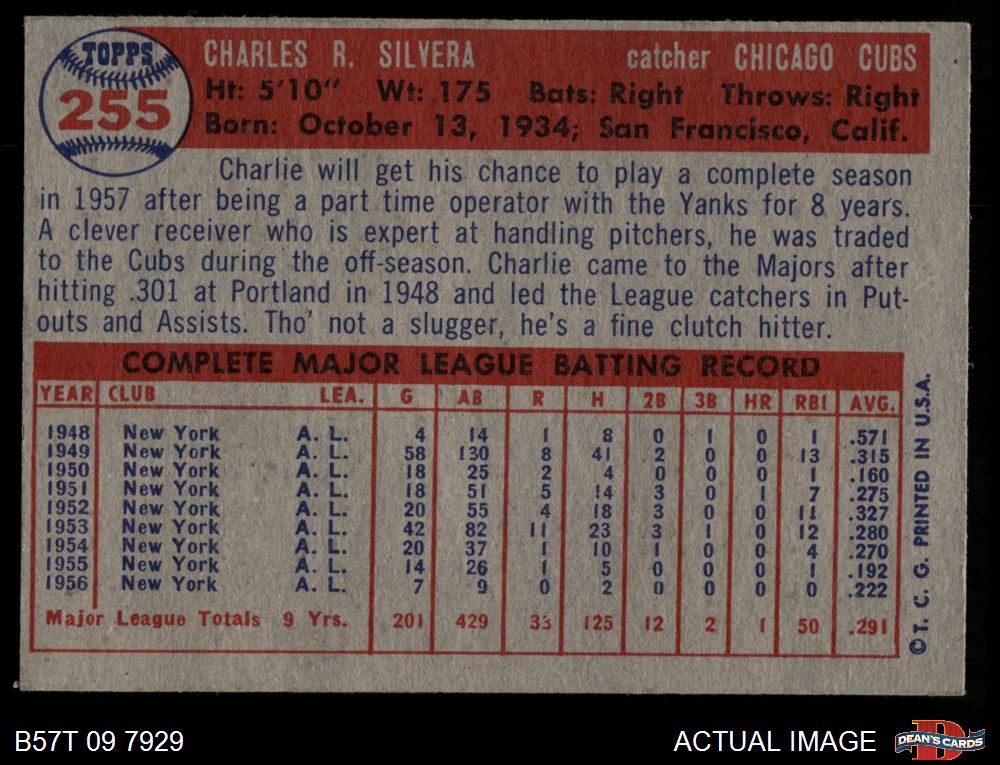 TOPPS
255
CHARLES R. SILVERA catcher CHICAGO CUBS
Ht: 5'10" Wt: 175 Bats: Right Throws: Right
Born: October 13, 1934; San Francisco, Calif.
Charlie will get his chance to play a complete season
in 1957 after being a part time operator with the Yanks for 8 years.
A clever receiver who is expert at handling pitchers, he was traded
to the Cubs during the off-season. Charlie came to the Majors after
hitting .301 at Portland in 1948 and led the League catchers in Put-
outs and Assists. Tho' not a slugger, he's a fine clutch hitter.
COMPLETE MAJOR LEAGUE BATTING RECORD
YEAR CLUB LEA. G AB R H 2B 3B HR RBI AVG.
1948 New York A. L. 4 14 1 8 0 1 0 1 .571
1949 New York A. L. 58 130 8 41 2 0 0 13 .315
1950 New York A. L. 18 25 2 4 0 0 0 1 .160
1951 New York A. L. 18 51 5 14 3 0 1 7 .275
1952 New York A. L. 20 55 4 18 3 0 0 11 .327
1953 New York A. L. 42 82 11 23 3 1 0 12 .280
1954 New York A. L. 20 37 1 10 1 0 0 4 .270
1955 New York A. L. 14 26 1 5 0 0 0 1 .192
1956 New York A. L. 7 9 0 2 0 0 0 0 .222
Major League Totals 9 Yrs. 201 429 33 125 12 2 1 50 .291
© T. C. G. PRINTED IN U.S.A.
B57T 09 7929 ACTUAL IMAGE
DEAN'S CARDS